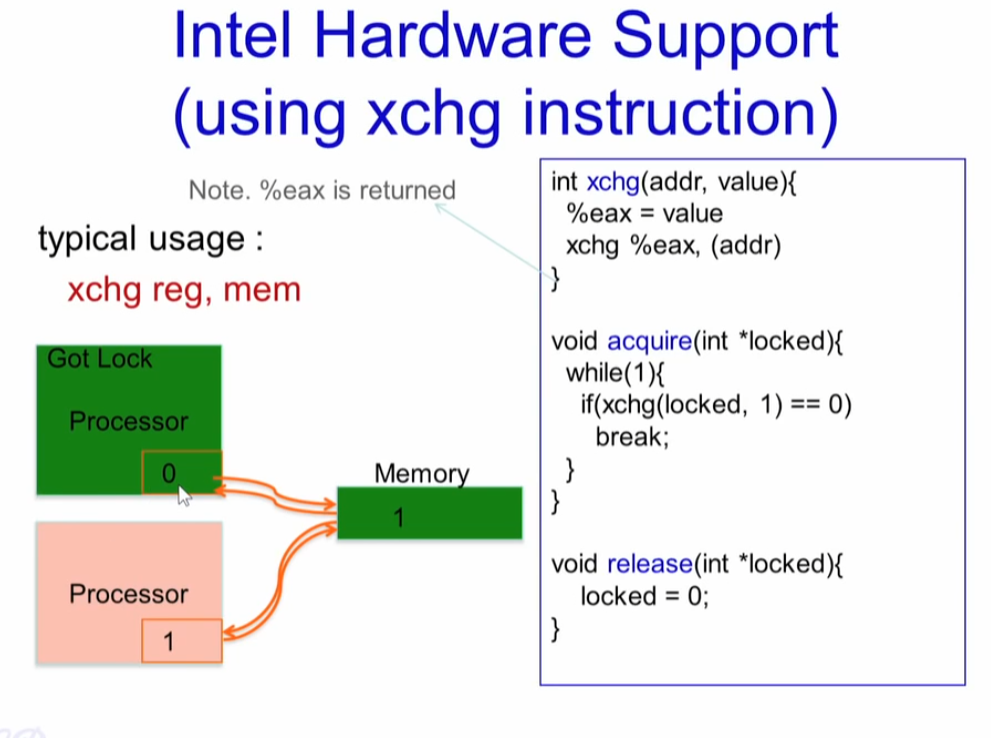 Intel Hardware Support
(using xchg instruction)
Note. %eax is returned
typical usage :
xchg reg, mem
Got Lock
Processor
0
Memory
1
Processor
1
int xchg(addr, value){
%eax = value
xchg %eax, (addr)
}
void acquire(int *locked){
while(1){
if(xchg(locked, 1) == 0)
break;
}
}
void release(int *locked){
locked = 0;
}